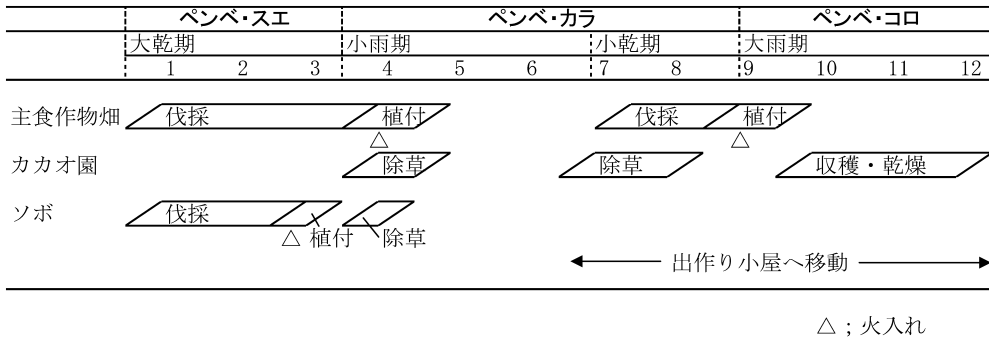 ペンベ・スエ ペンベ・カラ ペンベ・コロ
大乾期 小雨期 小乾期 大雨期
1 2 3 4 5 6 7 8 9 10 11 12
主食作物畑 伐採 植付 伐採 植付
△ △
カカオ園 除草 除草 収穫・乾燥
ソボ 伐採
△ 植付 除草
出作り小屋へ移動
△；火入れ